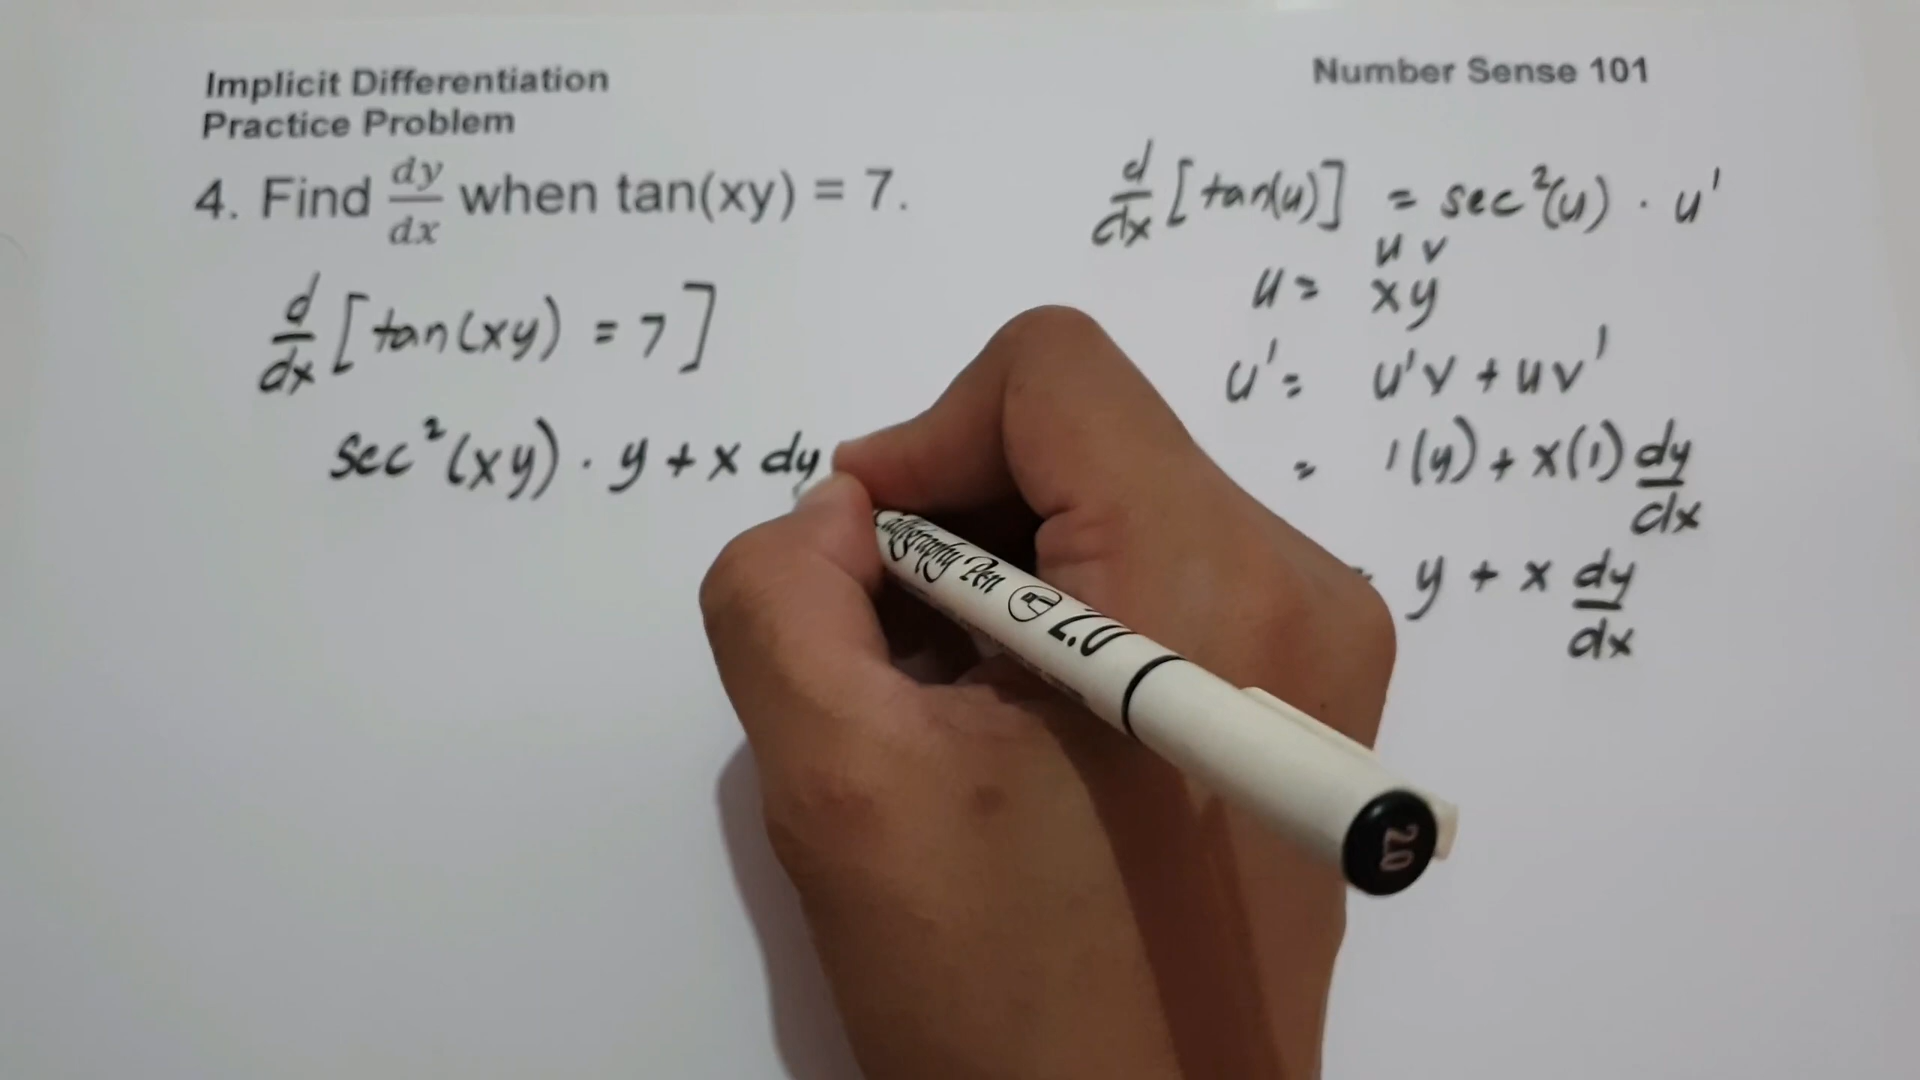 Implicit Differentiation
Practice Problem
Number Sense 101
4. Find dy/dx when tan(xy) = 7.
d/dx [tan(xy) = 7]
sec²(xy) · y + x dy
d/dx [tan(u)] = sec²(u) · u'
u v
u = xy
u' = u'v + uv'
= 1(y) + x(1) dy/dx
= y + x dy/dx
Calligraphy Pen 2.0
2.0